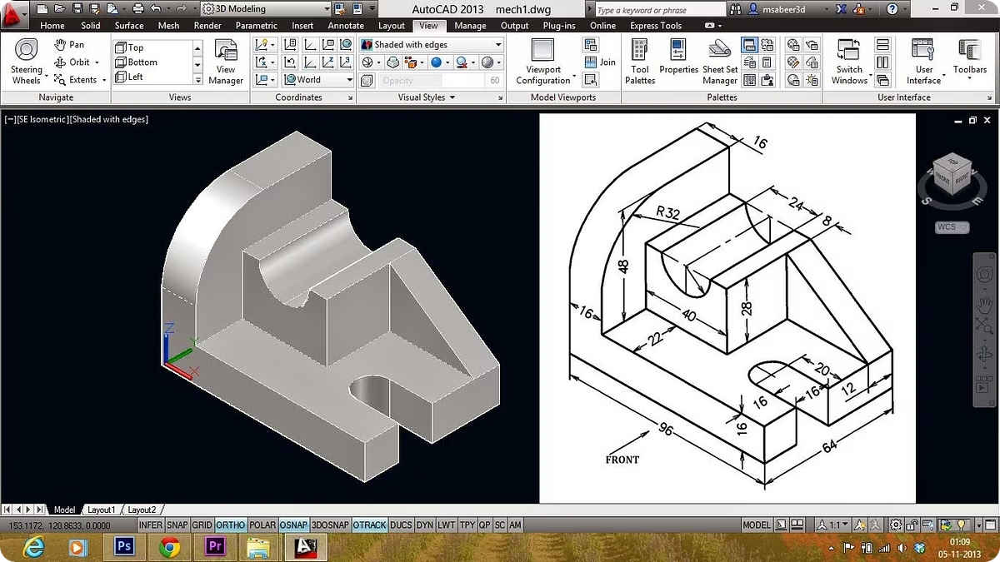 3D Modeling
AutoCAD 2013 mech1.dwg
Type a keyword or phrase
msabeer3d
Home Solid Surface Mesh Render Parametric Insert Annotate Layout View Manage Output Plug-ins Online Express Tools
Steering Wheels
Pan
Orbit
Extents
Navigate
Top
Bottom
Left
View Manager
Views
World
Coordinates
Shaded with edges
Opacity 60
Visual Styles
Viewport Configuration
Join
Model Viewports
Tool Palettes
Properties
Sheet Set Manager
Palettes
Switch Windows
User Interface
Toolbars
User Interface
[−][SE Isometric][Shaded with edges]
Z
Y
X
16
24
8
R32
48
16
40
28
22
20
16
16
12
16
96
64
FRONT
TOP
FRONT
RIGHT
W
N
S
E
WCS
Model Layout1 Layout2
153.1172, 120.8633, 0.0000
INFER SNAP GRID ORTHO POLAR OSNAP 3DOSNAP OTRACK DUCS DYN LWT TPY QP SC AM
MODEL
1:1
Ps
Pr
01:09
05-11-2013